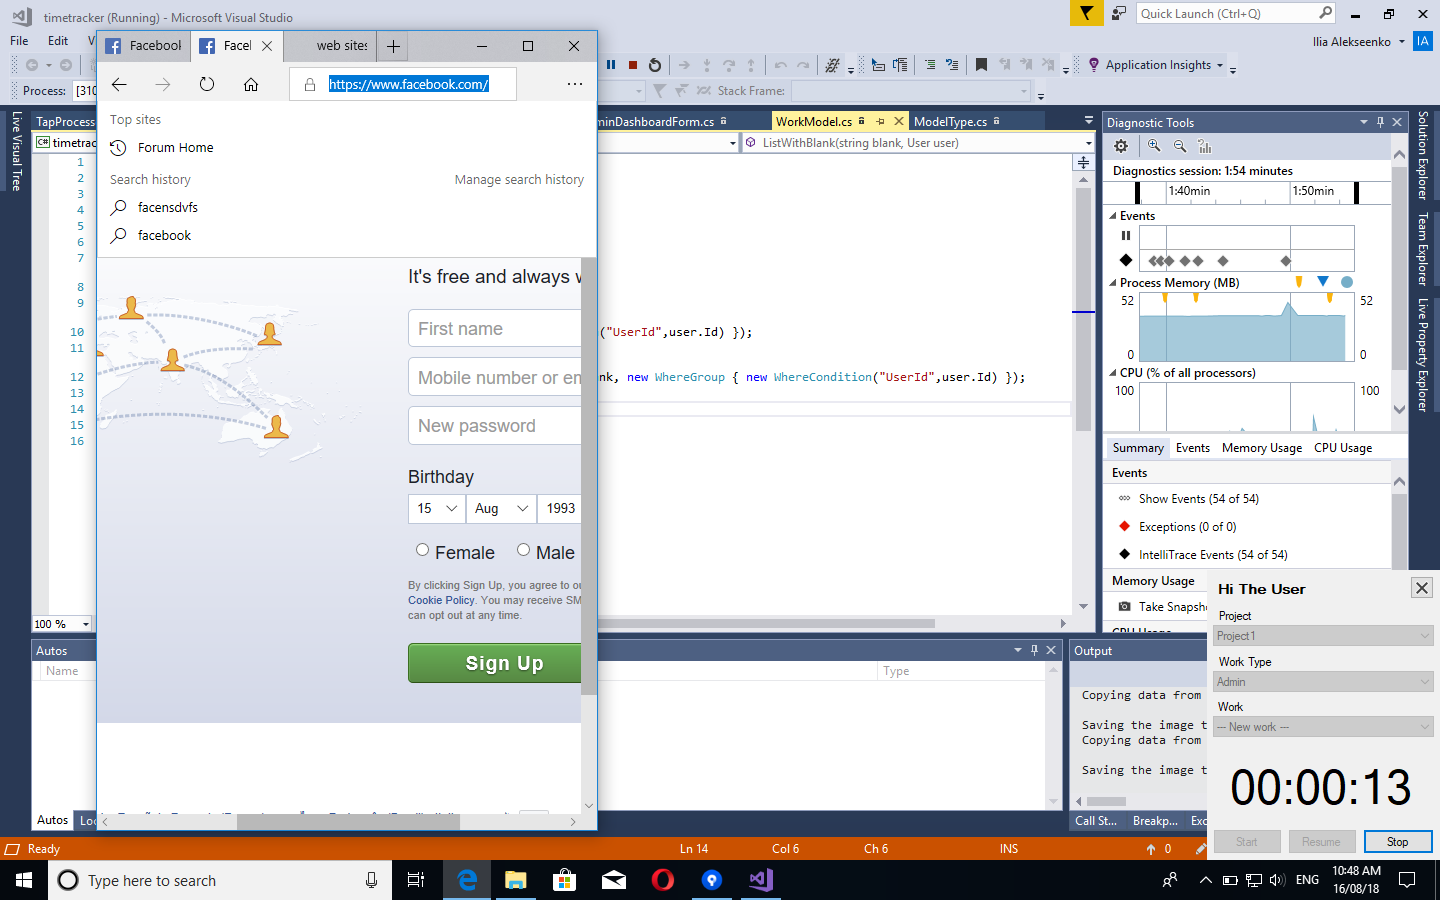 timetracker (Running) - Microsoft Visual Studio
Quick Launch (Ctrl+Q)
File
Edit
Ilia Alekseenko
IA
Application Insights
Process:
[310
Stack Frame:
Facebook
Facel
web sites
https://www.facebook.com/
Top sites
Forum Home
Search history
Manage search history
facensdvfs
facebook
It's free and always w
First name
Mobile number or em
New password
Birthday
15
Aug
1993
Female
Male
By clicking Sign Up, you agree to ou
Cookie Policy. You may receive SM
can opt out at any time.
Sign Up
Live Visual Tree
TapProcess
minDashboardForm.cs
WorkModel.cs
ModelType.cs
C# timetrac
ListWithBlank(string blank, User user)
1
2
3
4
5
6
7
8
9
10
("UserId",user.Id) });
11
12
nk, new WhereGroup { new WhereCondition("UserId",user.Id) });
13
14
15
16
100 %
Diagnostic Tools
Diagnostics session: 1:54 minutes
1:40min
1:50min
Events
Process Memory (MB)
52
52
0
0
CPU (% of all processors)
100
100
Summary
Events
Memory Usage
CPU Usage
Events
Show Events (54 of 54)
Exceptions (0 of 0)
IntelliTrace Events (54 of 54)
Memory Usage
Take Snapsh
Solution Explorer
Team Explorer
Live Property Explorer
Autos
Name
Type
Autos
Loc
Output
Copying data from
Saving the image t
Copying data from
Saving the image t
Call St...
Breakp...
Exc
Hi The User
Project
Project1
Work Type
Admin
Work
--- New work ---
00:00:13
Start
Resume
Stop
Ready
Ln 14
Col 6
Ch 6
INS
0
Type here to search
ENG
10:48 AM
16/08/18